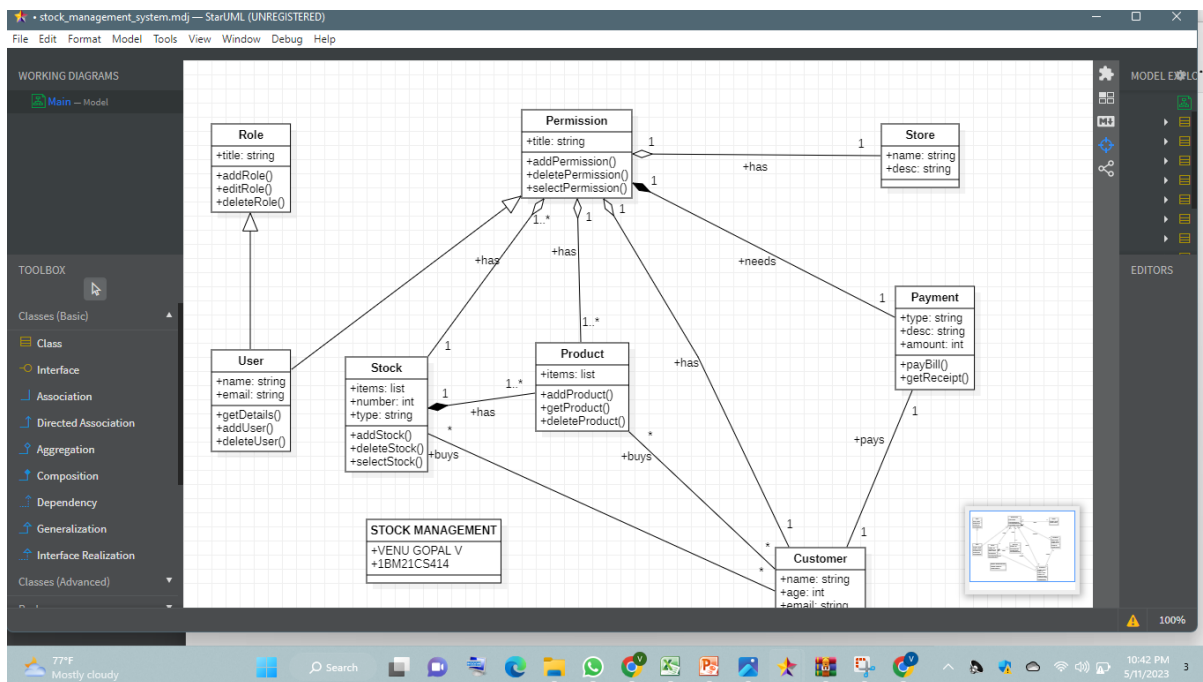 • stock_management_system.mdj — StarUML (UNREGISTERED)
File Edit Format Model Tools View Window Debug Help
WORKING DIAGRAMS
Main — Model
TOOLBOX
Classes (Basic)
Class
Interface
Association
Directed Association
Aggregation
Composition
Dependency
Generalization
Interface Realization
Classes (Advanced)
Role
+title: string
+addRole()
+editRole()
+deleteRole()
Permission
+title: string
+addPermission()
+deletePermission()
+selectPermission()
1
1
+has
Store
+name: string
+desc: string
1
1..*
1
1
+has
+has
+needs
1
Payment
+type: string
+desc: string
+amount: int
+payBill()
+getReceipt()
1..*
1
+has
User
+name: string
+email: string
+getDetails()
+addUser()
+deleteUser()
Stock
+items: list
+number: int
+type: string
+addStock()
+deleteStock()
+selectStock()
1
1..*
+has
Product
+items: list
+addProduct()
+getProduct()
+deleteProduct()
1
+pays
*
+buys
*
+buys
STOCK MANAGEMENT
+VENU GOPAL V
+1BM21CS414
1
1
*
*
Customer
+name: string
+age: int
+email: string
MODEL EXPLO
EDITORS
100%
77°F
Mostly cloudy
Search
10:42 PM
5/11/2023
3